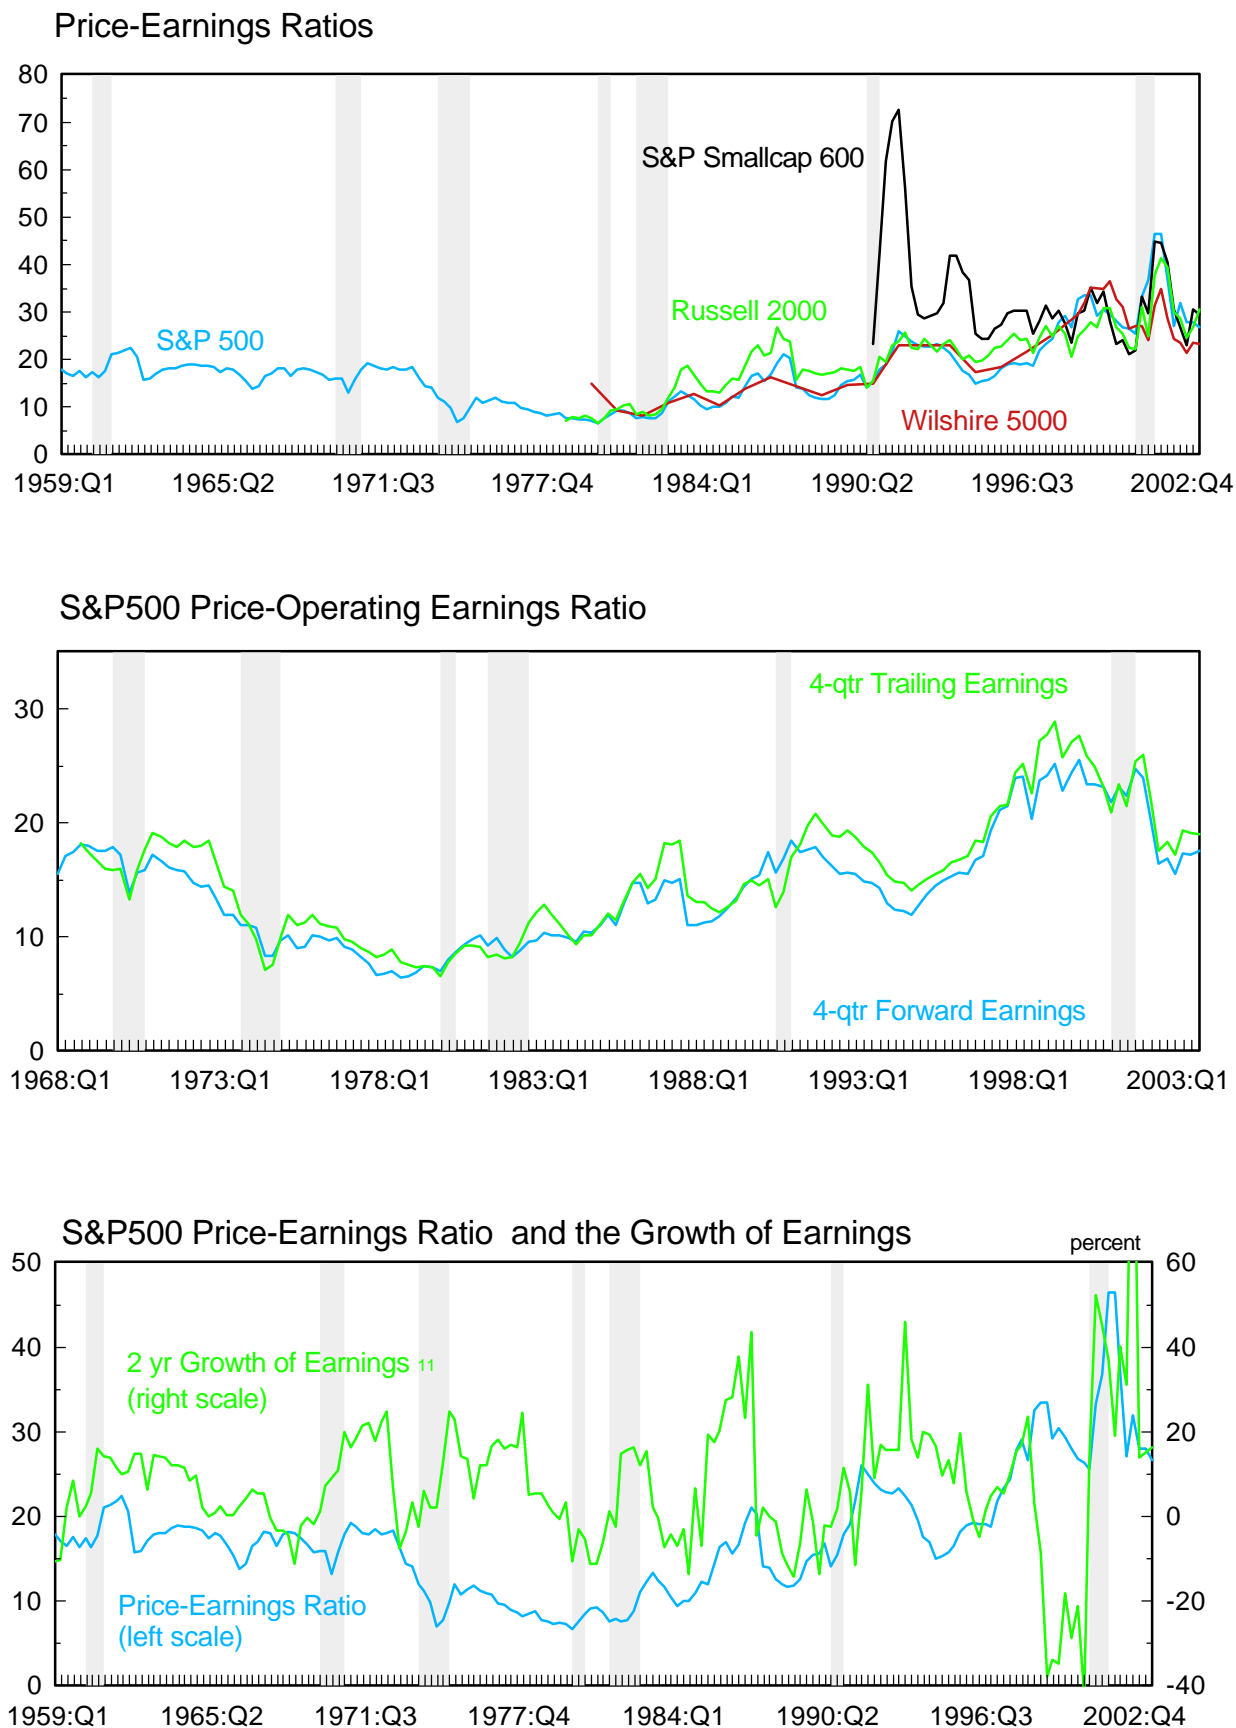 Price-Earnings Ratios
80
70
60
50
40
30
20
10
0
S&P Smallcap 600
Russell 2000
S&P 500
Wilshire 5000
1959:Q1 1965:Q2 1971:Q3 1977:Q4 1984:Q1 1990:Q2 1996:Q3 2002:Q4
S&P500 Price-Operating Earnings Ratio
30
20
10
0
4-qtr Trailing Earnings
4-qtr Forward Earnings
1968:Q1 1973:Q1 1978:Q1 1983:Q1 1988:Q1 1993:Q1 1998:Q1 2003:Q1
S&P500 Price-Earnings Ratio and the Growth of Earnings
percent
50
40
30
20
10
0
2 yr Growth of Earnings 11
(right scale)
Price-Earnings Ratio
(left scale)
60
40
20
0
-20
-40
1959:Q1 1965:Q2 1971:Q3 1977:Q4 1984:Q1 1990:Q2 1996:Q3 2002:Q4